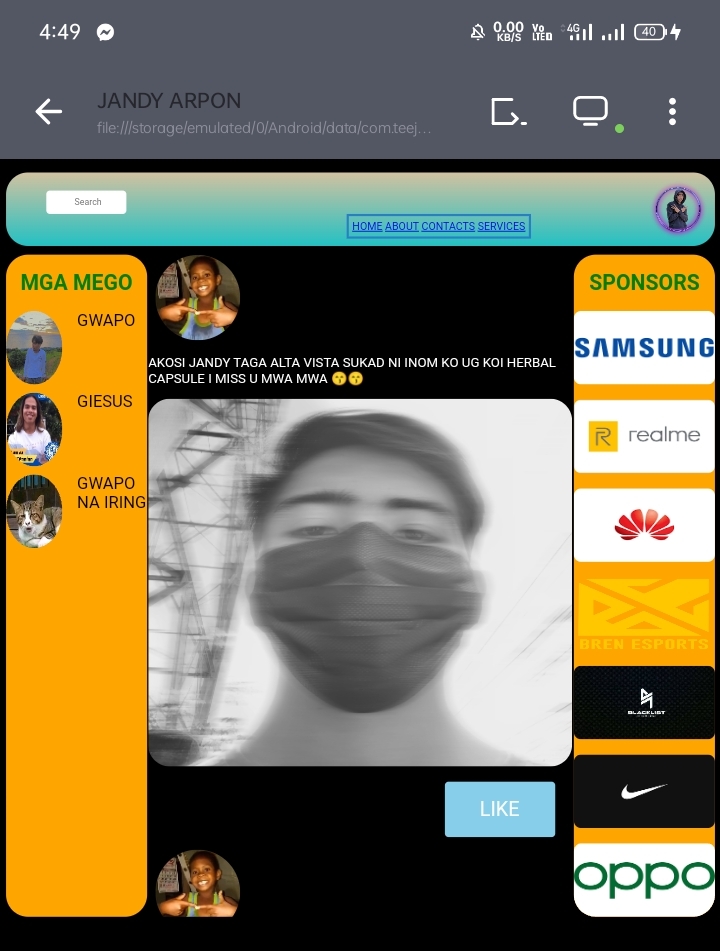 4:49
0.00
KB/S
Vo
LTED
4G
40
JANDY ARPON
file:///storage/emulated/0/Android/data/com.teej...
Search
HOME ABOUT CONTACTS SERVICES
MGA MEGO
GWAPO
GIESUS
GWAPO
NA IRING
AKOSI JANDY TAGA ALTA VISTA SUKAD NI INOM KO UG KOI HERBAL
CAPSULE I MISS U MWA MWA 😙😙
LIKE
SPONSORS
SAMSUNG
R realme
BREN ESPORTS
BLACKLIST
oppo